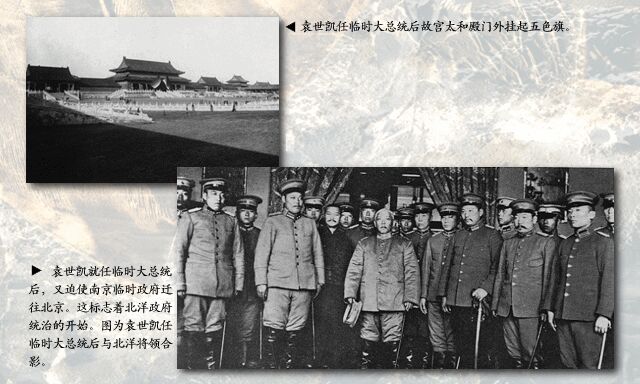 ◀ 袁世凯任临时大总统后故宫太和殿门外挂起五色旗。
▶ 袁世凯就任临时大总统
后，又迫使南京临时政府迁
往北京。这标志着北洋政府
统治的开始。图为袁世凯任
临时大总统后与北洋将领合
影。